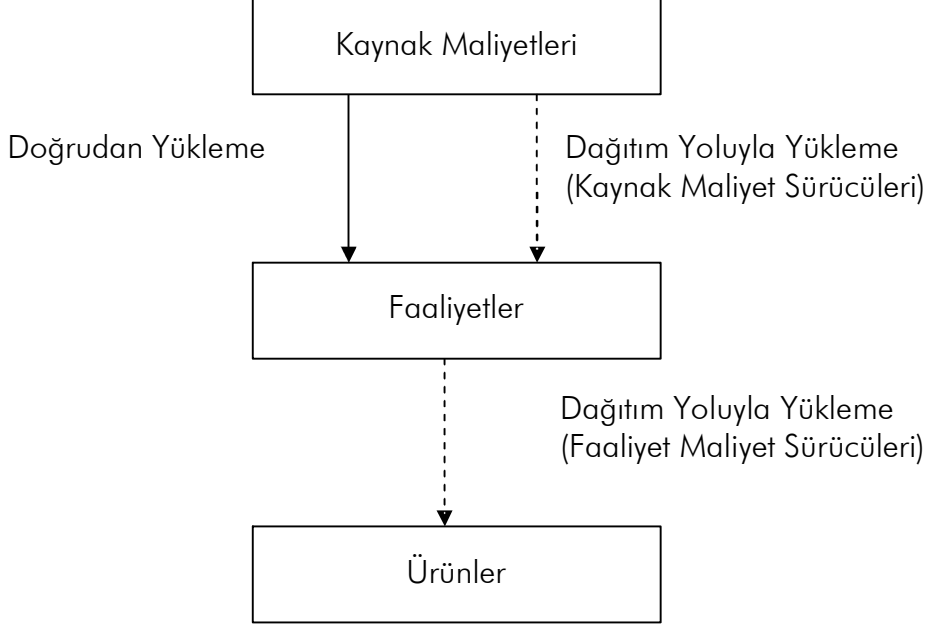 Kaynak Maliyetleri
Doğrudan Yükleme
Dağıtım Yoluyla Yükleme
(Kaynak Maliyet Sürücüleri)
Faaliyetler
Dağıtım Yoluyla Yükleme
(Faaliyet Maliyet Sürücüleri)
Ürünler